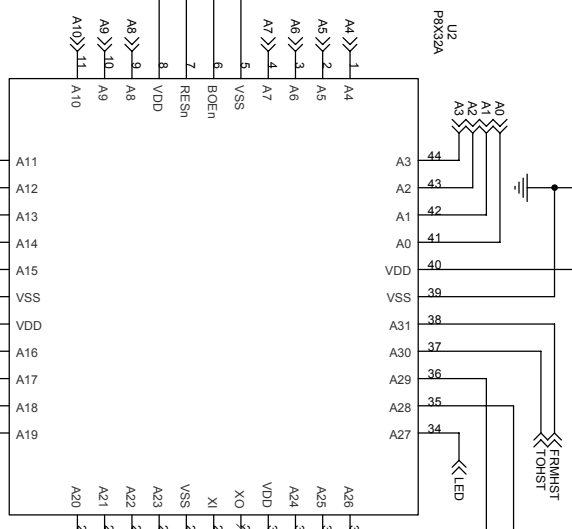 U2
P8X32A
A10 A9 A8 A7 A6 A5 A4
11 10 9 8 7 6 5 4 3 2 1
A10 A9 A8 VDD RESn BOEn VSS A7 A6 A5 A4
A3 A2 A1 A0
A11 A3 44
A12 A2 43
A13 A1 42
A14 A0 41
A15 VDD 40
VSS VSS 39
VDD A31 38
A16 A30 37
A17 A29 36
A18 A28 35
A19 A27 34
LED TOHST FRMHST
A20 A21 A22 A23 VSS XI XO VDD A24 A25 A26